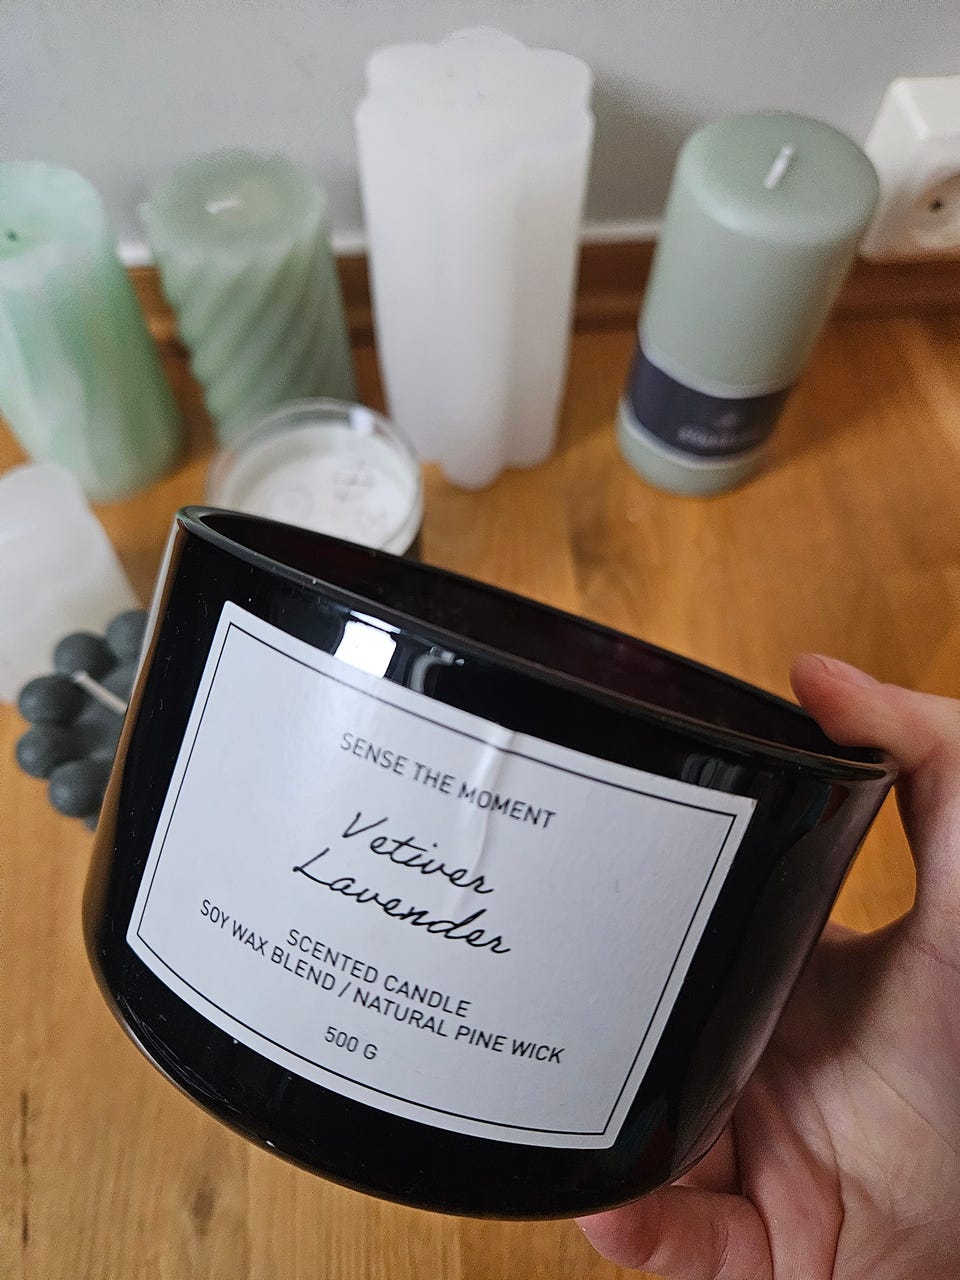 SENSE THE MOMENT
Vetiver
Lavender
SCENTED CANDLE
SOY WAX BLEND / NATURAL PINE WICK
500 G